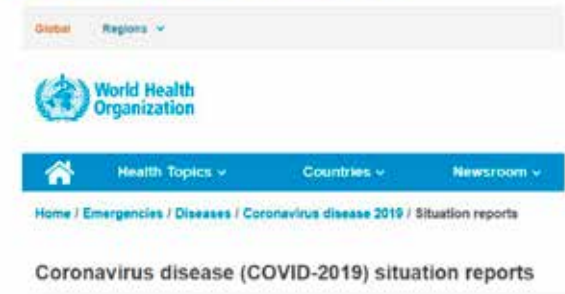 Global Regions
World Health
Organization
Health Topics Countries Newsroom
Home / Emergencies / Diseases / Coronavirus disease 2019 / Situation reports
Coronavirus disease (COVID-2019) situation reports